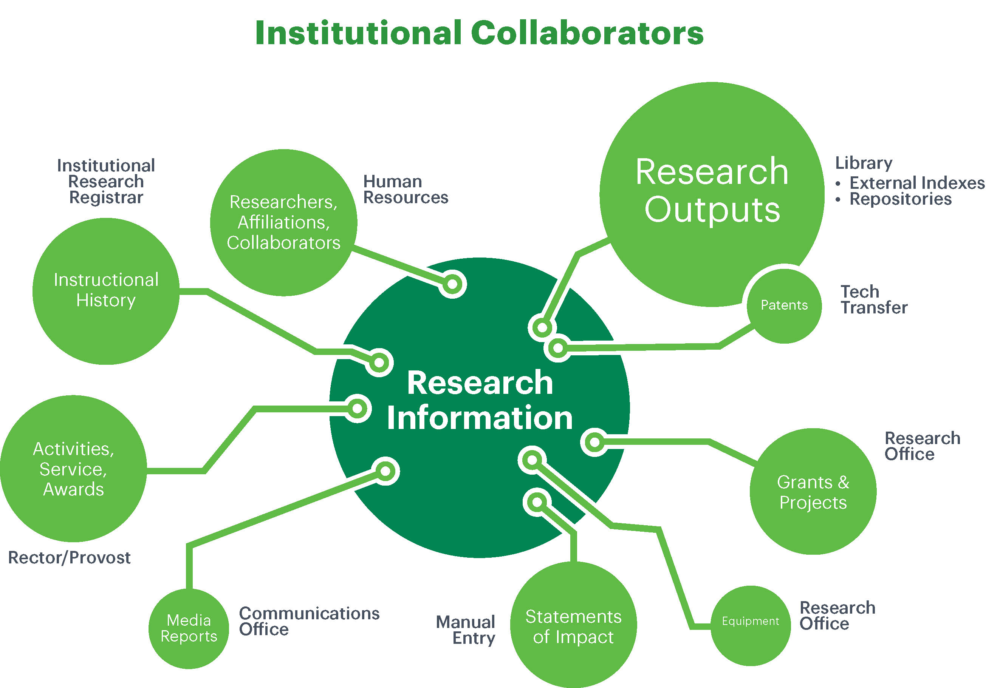 Institutional Collaborators
Institutional
Research
Registrar
Instructional
History
Researchers,
Affiliations,
Collaborators
Human
Resources
Research
Outputs
Library
• External Indexes
• Repositories
Patents
Tech
Transfer
Research
Information
Activities,
Service,
Awards
Rector/Provost
Research
Office
Grants &
Projects
Media
Reports
Communications
Office
Manual
Entry
Statements
of Impact
Equipment
Research
Office